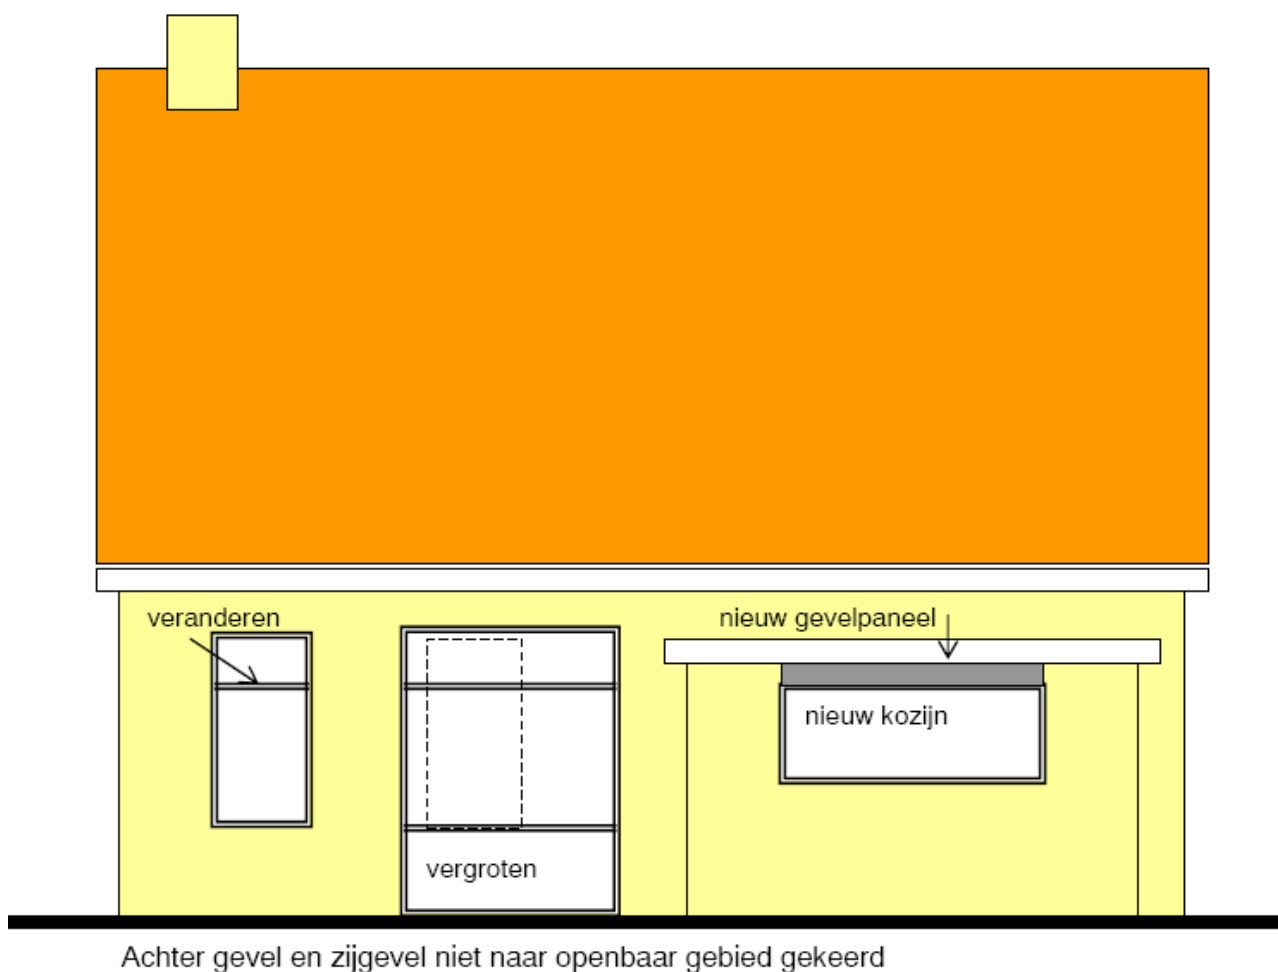 veranderen
nieuw gevelpaneel
nieuw kozijn
vergroten
Achter gevel en zijgevel niet naar openbaar gebied gekeerd